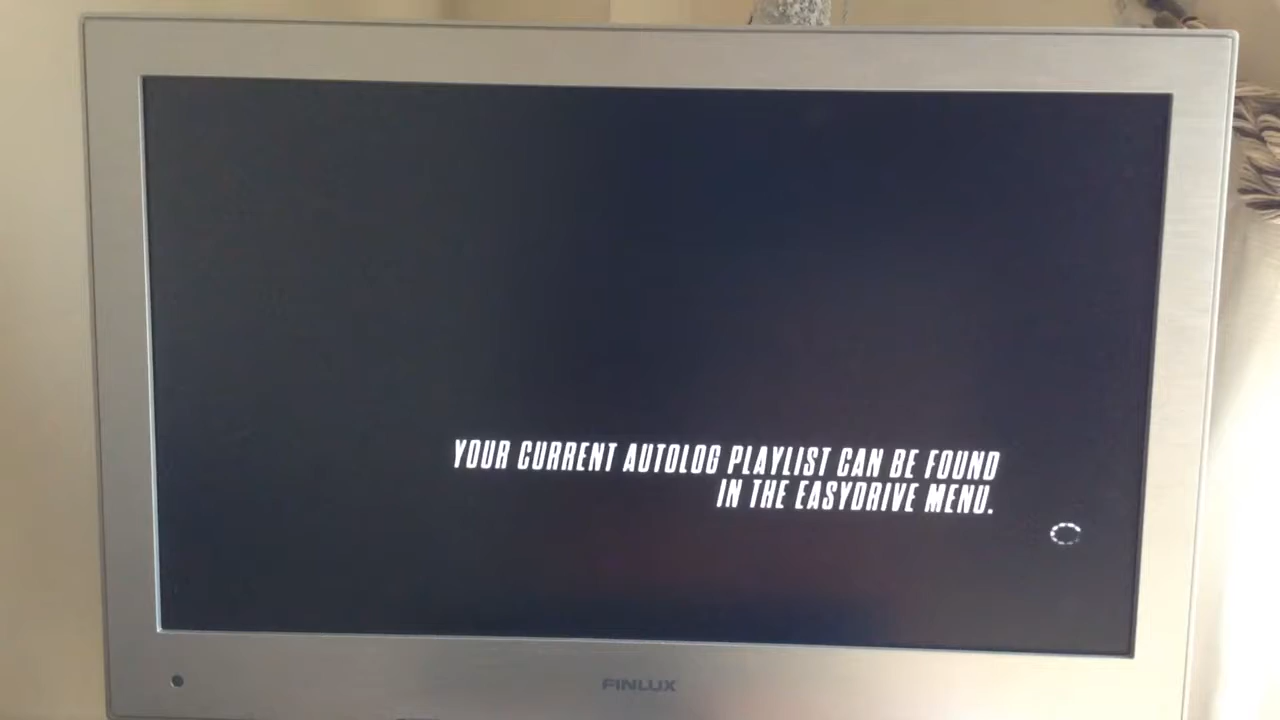 YOUR CURRENT AUTOLOG PLAYLIST CAN BE FOUND
IN THE EASYDRIVE MENU.
FINLUX